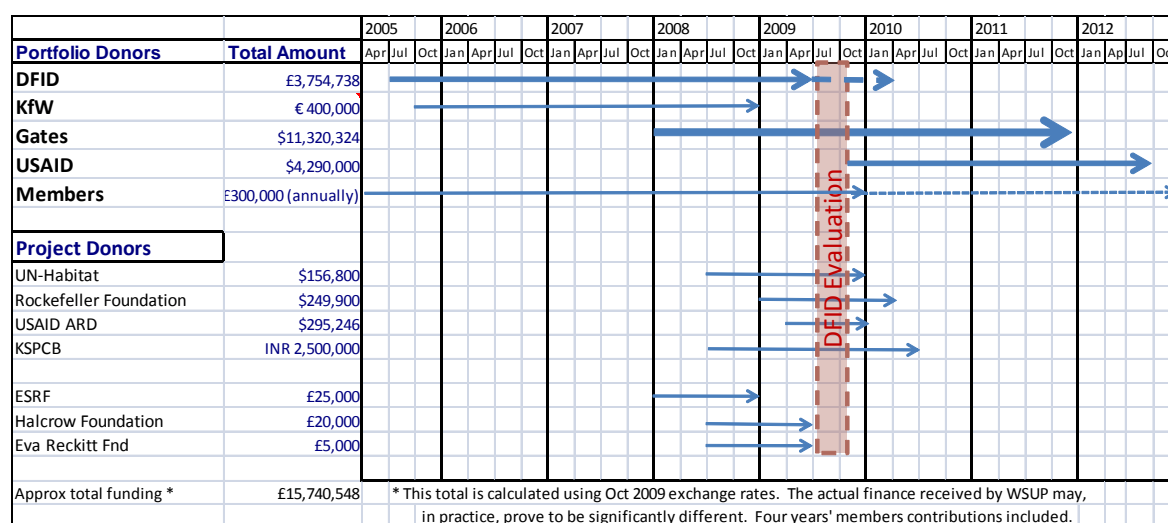 2005 2006 2007 2008 2009 2010 2011 2012
Portfolio Donors Total Amount Apr Jul Oct Jan Apr Jul Oct Jan Apr Jul Oct Jan Apr Jul Oct Jan Apr Jul Oct Jan Apr Jul Oct Jan Apr Jul Oct Jan Apr Jul
DFID £3,754,738
KfW € 400,000
Gates $11,320,324
USAID $4,290,000
Members £300,000 (annually)
DFID Evaluation
Project Donors
UN-Habitat $156,800
Rockefeller Foundation $249,900
USAID ARD $295,246
KSPCB INR 2,500,000
ESRF £25,000
Halcrow Foundation £20,000
Eva Reckitt Fnd £5,000
Approx total funding * £15,740,548 * This total is calculated using Oct 2009 exchange rates. The actual finance received by WSUP may,
in practice, prove to be significantly different. Four years' members contributions included.